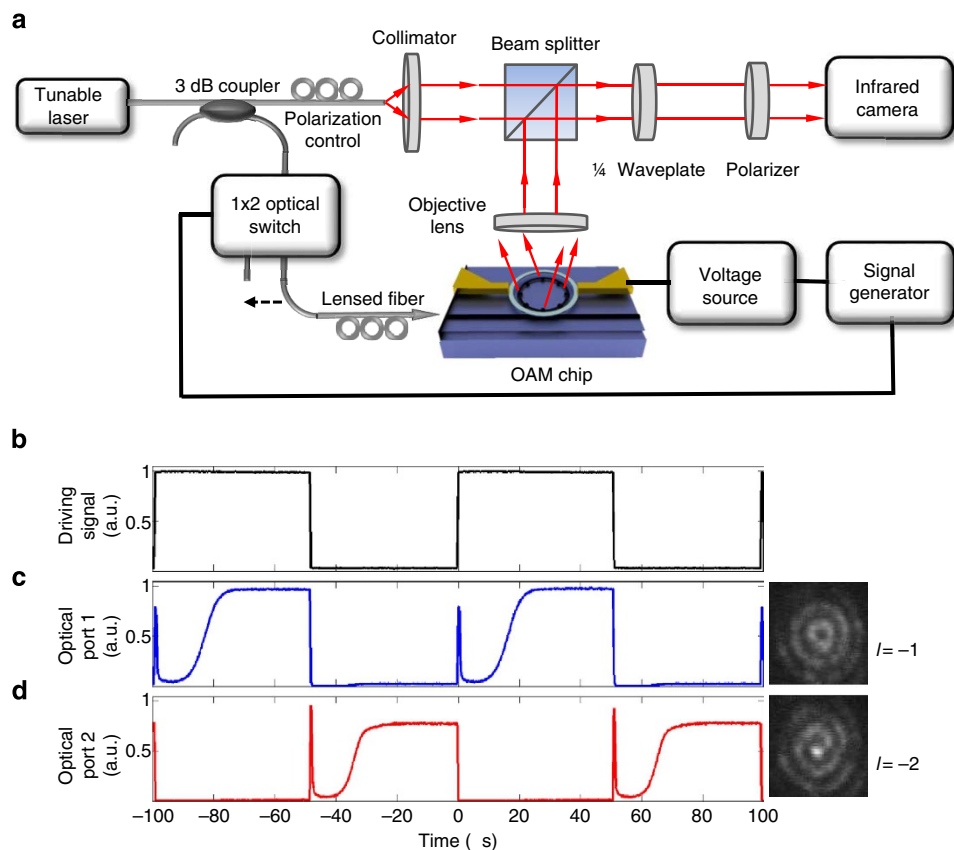 a
Collimator
Beam splitter
3 dB coupler
Tunable
laser
Polarization
control
Infrared
camera
¼ Waveplate
Polarizer
1x2 optical
switch
Objective
lens
Voltage
source
Signal
generator
Lensed fiber
OAM chip
b
Driving
signal
(a.u.)
1
0.5
c
Optical
port 1
(a.u.)
1
0.5
l = –1
d
Optical
port 2
(a.u.)
1
0.5
l = –2
–100 –80 –60 –40 –20 0 20 40 60 80 100
Time ( s)